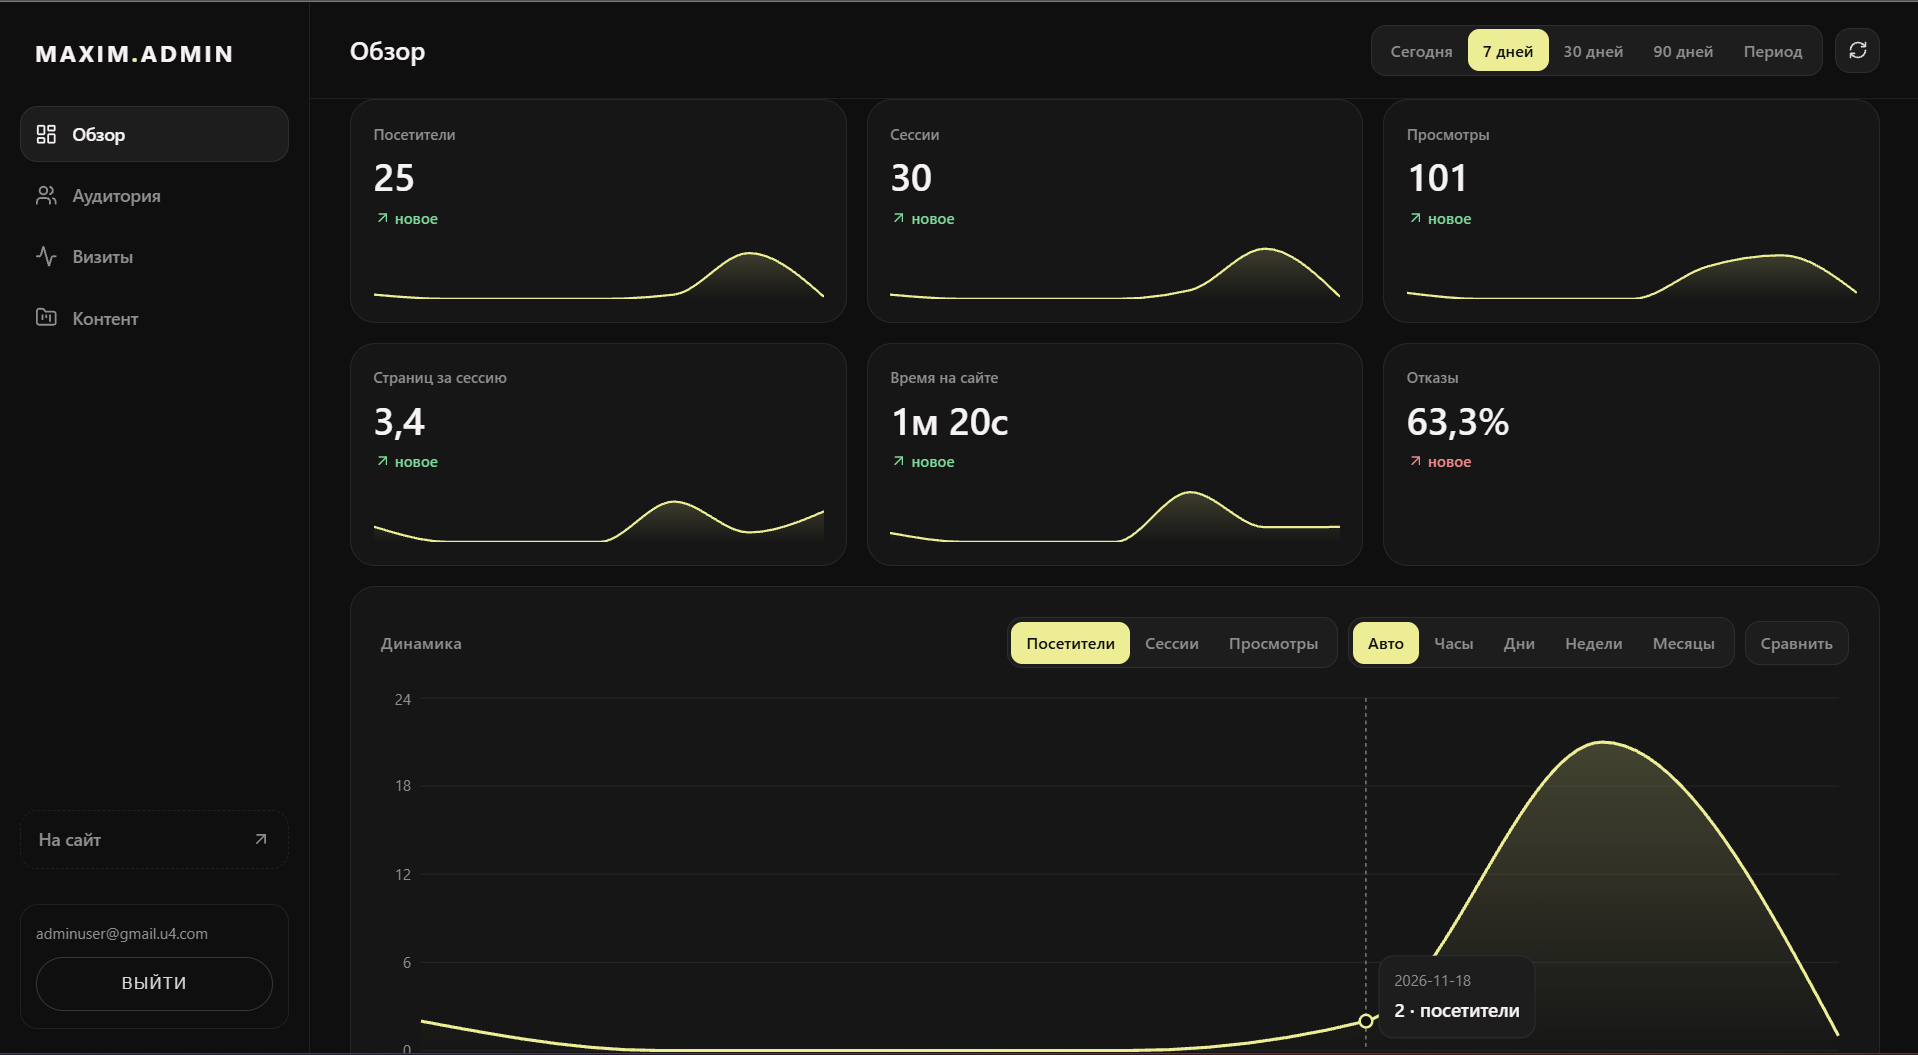 MAXIM.ADMIN
Обзор
Аудитория
Визиты
Контент
На сайт
adminuser@gmail.u4.com
ВЫЙТИ
Обзор
Сегодня 7 дней 30 дней 90 дней Период
Посетители
25
новое
Сессии
30
новое
Просмотры
101
новое
Страниц за сессию
3,4
новое
Время на сайте
1м 20с
новое
Отказы
63,3%
новое
Динамика
Посетители Сессии Просмотры
Авто Часы Дни Недели Месяцы
Сравнить
24
18
12
6
0
2026-11-18
2 · посетители